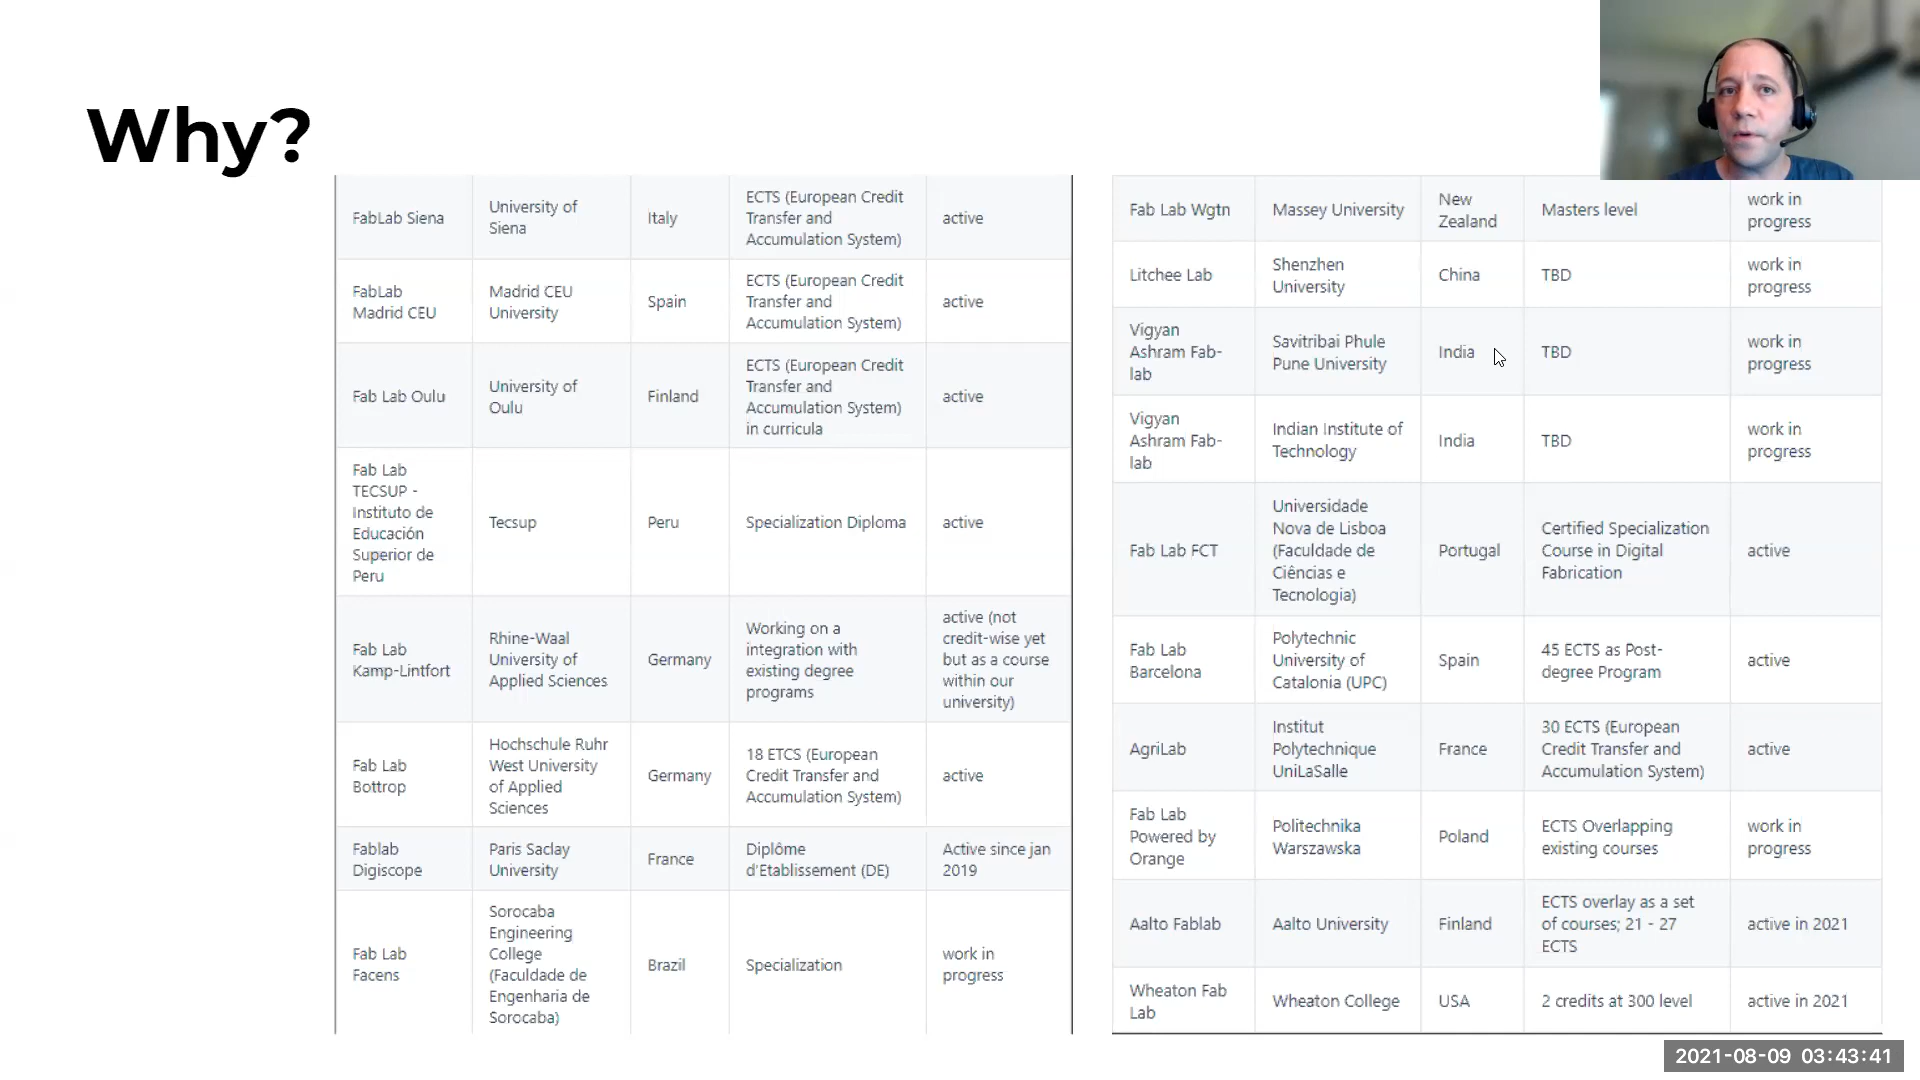 Why?
FabLab Siena
University of
Siena
Italy
ECTS (European Credit
Transfer and
Accumulation System)
active
FabLab
Madrid CEU
Madrid CEU
University
Spain
ECTS (European Credit
Transfer and
Accumulation System)
active
Fab Lab Oulu
University of
Oulu
Finland
ECTS (European Credit
Transfer and
Accumulation System)
in curricula
active
Fab Lab
TECSUP -
Instituto de
Educación
Superior de
Peru
Tecsup
Peru
Specialization Diploma
active
Fab Lab
Kamp-Lintfort
Rhine-Waal
University of
Applied Sciences
Germany
Working on a
integration with
existing degree
programs
active (not
credit-wise yet
but as a course
within our
university)
Fab Lab
Bottrop
Hochschule Ruhr
West University
of Applied
Sciences
Germany
18 ETCS (European
Credit Transfer and
Accumulation System)
active
Fablab
Digiscope
Paris Saclay
University
France
Diplôme
d'Etablissement (DE)
Active since jan
2019
Fab Lab
Facens
Sorocaba
Engineering
College
(Faculdade de
Engenharia de
Sorocaba)
Brazil
Specialization
work in
progress
Fab Lab Wgtn
Massey University
New
Zealand
Masters level
work in
progress
Litchee Lab
Shenzhen
University
China
TBD
work in
progress
Vigyan
Ashram Fab-
lab
Savitribai Phule
Pune University
India
TBD
work in
progress
Vigyan
Ashram Fab-
lab
Indian Institute of
Technology
India
TBD
work in
progress
Fab Lab FCT
Universidade
Nova de Lisboa
(Faculdade de
Ciências e
Tecnologia)
Portugal
Certified Specialization
Course in Digital
Fabrication
active
Fab Lab
Barcelona
Polytechnic
University of
Catalonia (UPC)
Spain
45 ECTS as Post-
degree Program
active
AgriLab
Institut
Polytechnique
UniLaSalle
France
30 ECTS (European
Credit Transfer and
Accumulation System)
active
Fab Lab
Powered by
Orange
Politechnika
Warszawska
Poland
ECTS Overlapping
existing courses
work in
progress
Aalto Fablab
Aalto University
Finland
ECTS overlay as a set
of courses; 21 - 27
ECTS
active in 2021
Wheaton Fab
Lab
Wheaton College
USA
2 credits at 300 level
active in 2021
2021-08-09 03:43:41